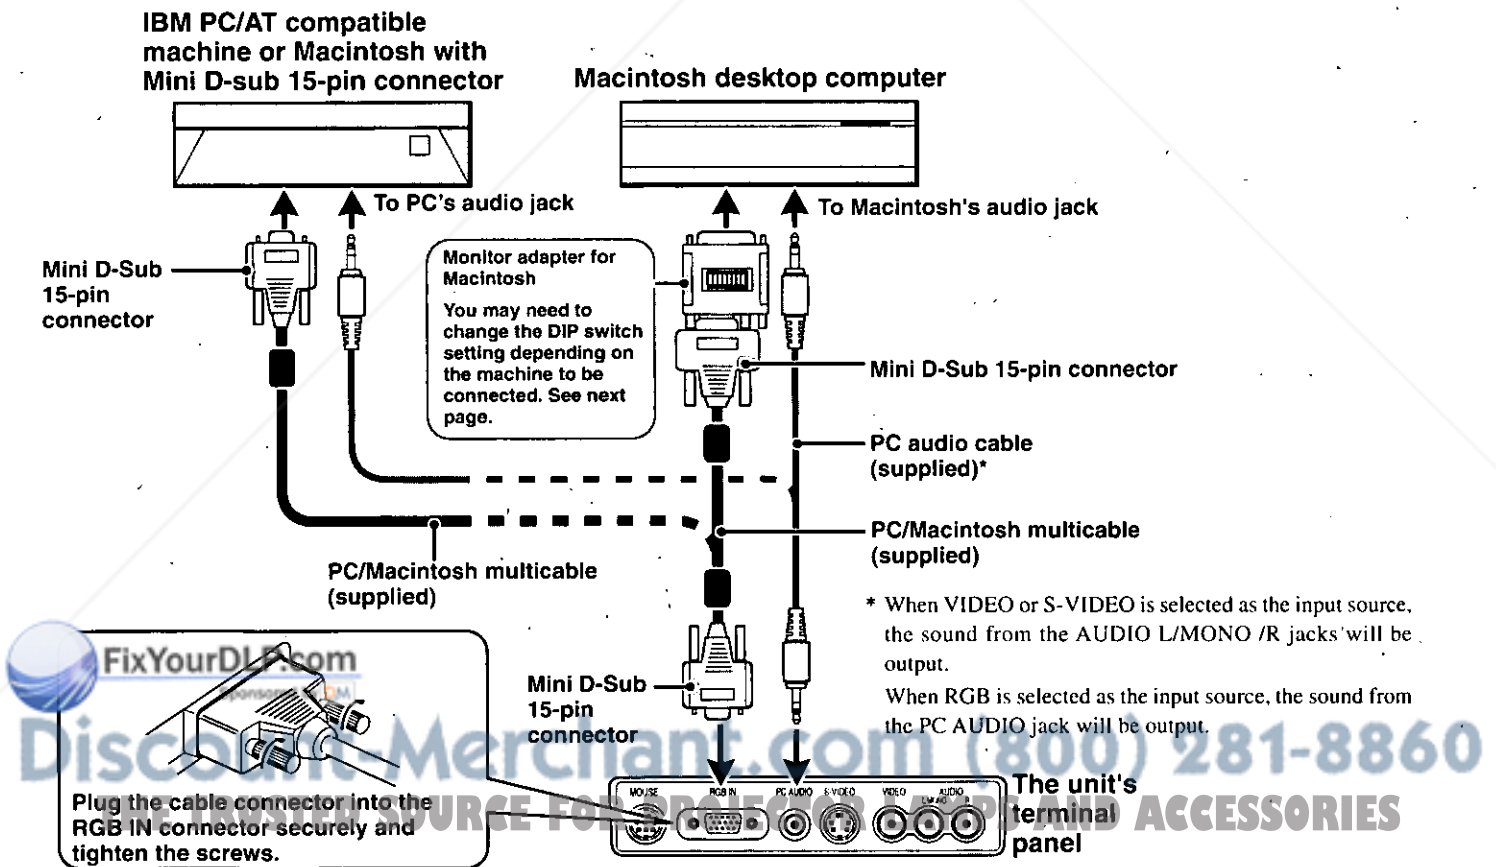 IBM PC/AT compatible
machine or Macintosh with
Mini D-sub 15-pin connector
Macintosh desktop computer
To PC's audio jack
To Macintosh's audio jack
Mini D-Sub
15-pin
connector
Monitor adapter for
Macintosh
You may need to
change the DIP switch
setting depending on
the machine to be
connected. See next
page.
Mini D-Sub 15-pin connector
PC audio cable
(supplied)*
PC/Macintosh multicable
(supplied)
PC/Macintosh multicable
(supplied)
* When VIDEO or S-VIDEO is selected as the input source,
the sound from the AUDIO L/MONO /R jacks will be
output.
When RGB is selected as the input source, the sound from
the PC AUDIO jack will be output.
FixYourDLP.com
Sponsored by DM
Mini D-Sub
15-pin
connector
Discount-Merchant.com (800) 281-8860
THE TRUSTED SOURCE FOR PROJECTOR LAMPS AND ACCESSORIES
Plug the cable connector into the
RGB IN connector securely and
tighten the screws.
MOUSE RGB IN PC AUDIO S-VIDEO VIDEO AUDIO
L/MONO R
The unit's
terminal
panel